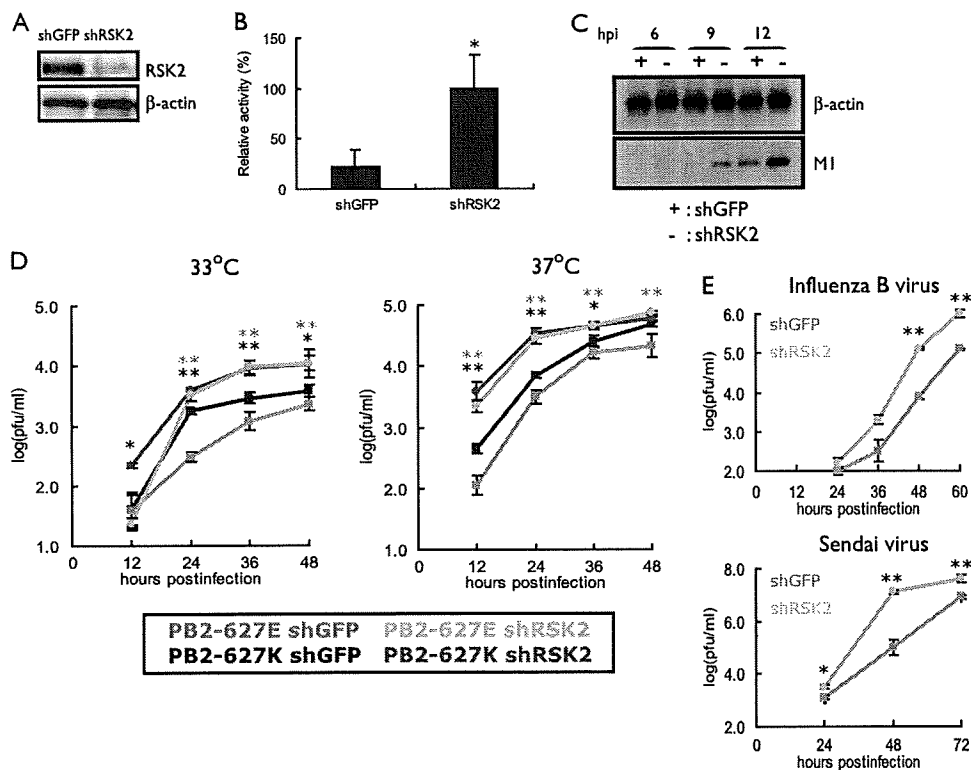 A
shGFP shRSK2
RSK2
β-actin
B
Relative activity (%)
150
100
50
0
*
shGFP
shRSK2
C
hpi 6 9 12
+ - + - + -
β-actin
M1
+ : shGFP
- : shRSK2
D
33°C
log(pfu/ml)
5.0
4.0
3.0
2.0
1.0
*
**
**
**
**
**
*
0 12 24 36 48
hours postinfection
37°C
log(pfu/ml)
5.0
4.0
3.0
2.0
1.0
**
**
**
**
**
*
**
0 12 24 36 48
hours postinfection
PB2-627E shGFP PB2-627E shRSK2
PB2-627K shGFP PB2-627K shRSK2
E
Influenza B virus
shGFP
shRSK2
log(pfu/ml)
6.0
5.0
4.0
3.0
2.0
**
**
0 12 24 36 48 60
hours postinfection
Sendai virus
shGFP
shRSK2
log(pfu/ml)
8.0
6.0
4.0
2.0
*
**
**
0 24 48 72
hours postinfection